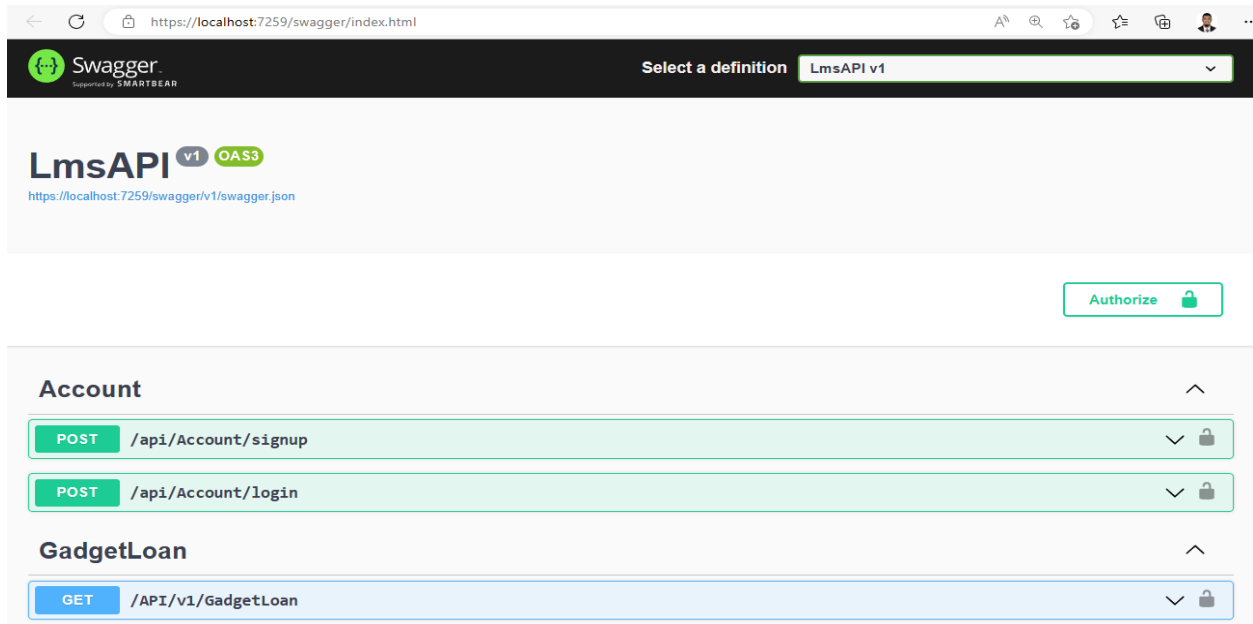 https://localhost:7259/swagger/index.html
Swagger.
Supported by SMARTBEAR
Select a definition
LmsAPI v1
LmsAPI v1 OAS3
https://localhost:7259/swagger/v1/swagger.json
Authorize
Account
POST /api/Account/signup
POST /api/Account/login
GadgetLoan
GET /API/v1/GadgetLoan